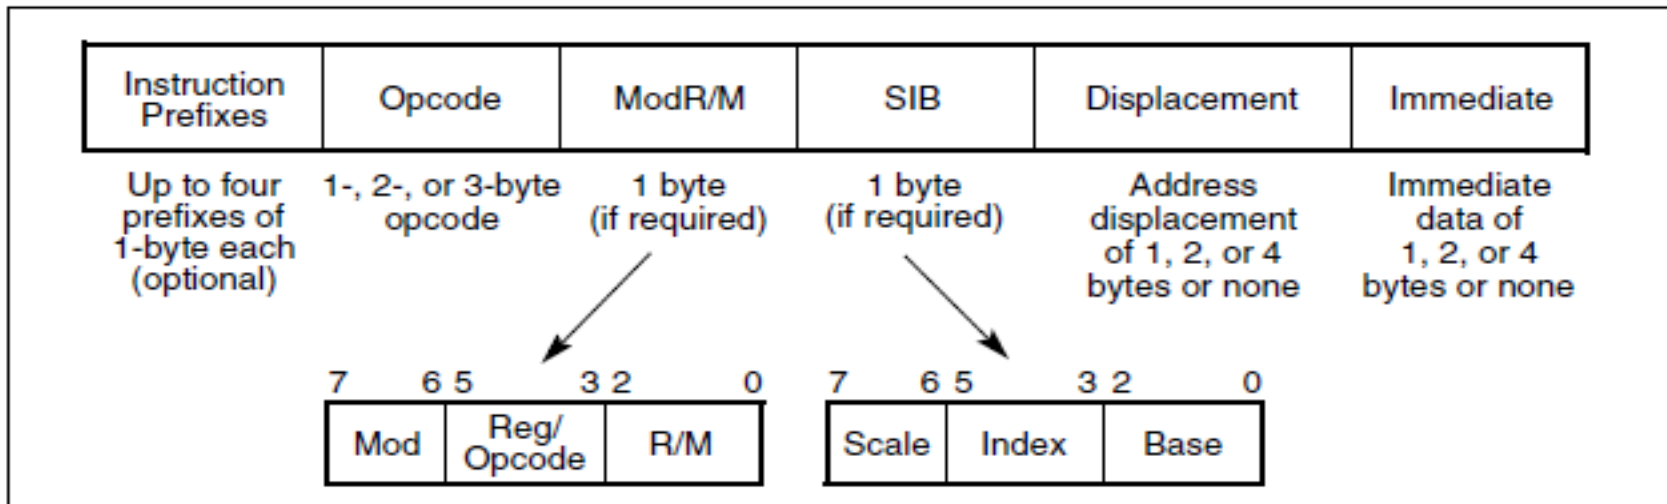 Instruction
Prefixes
Opcode
ModR/M
SIB
Displacement
Immediate
Up to four
prefixes of
1-byte each
(optional)
1-, 2-, or 3-byte
opcode
1 byte
(if required)
1 byte
(if required)
Address
displacement
of 1, 2, or 4
bytes or none
Immediate
data of
1, 2, or 4
bytes or none
7 6 5 3 2 0
Mod
Reg/
Opcode
R/M
7 6 5 3 2 0
Scale
Index
Base